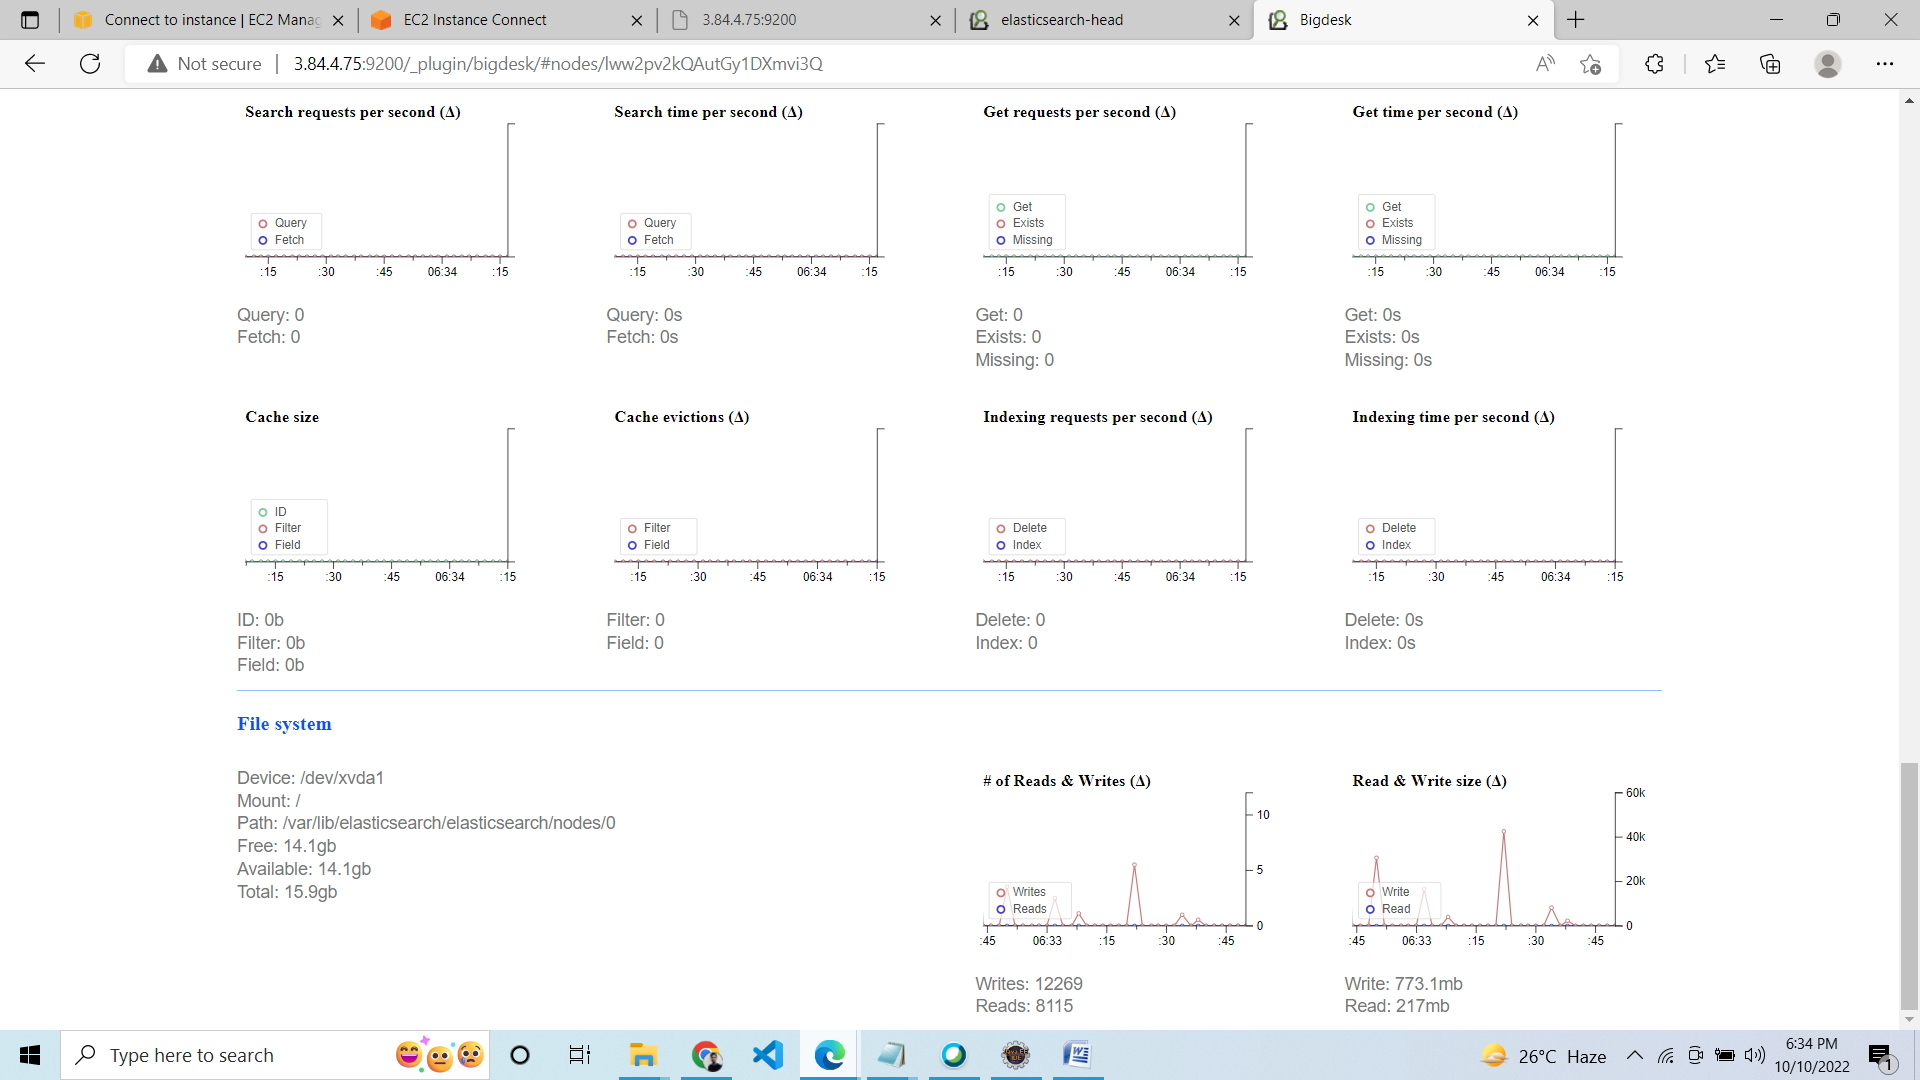 Connect to instance | EC2 Manag
EC2 Instance Connect
3.84.4.75:9200
elasticsearch-head
Bigdesk
Not secure
3.84.4.75:9200/_plugin/bigdesk/#nodes/lww2pv2kQAutGy1DXmvi3Q
Search requests per second (Δ)
Query
Fetch
:15 :30 :45 06:34 :15
Query: 0
Fetch: 0
Search time per second (Δ)
Query
Fetch
:15 :30 :45 06:34 :15
Query: 0s
Fetch: 0s
Get requests per second (Δ)
Get
Exists
Missing
:15 :30 :45 06:34 :15
Get: 0
Exists: 0
Missing: 0
Get time per second (Δ)
Get
Exists
Missing
:15 :30 :45 06:34 :15
Get: 0s
Exists: 0s
Missing: 0s
Cache size
ID
Filter
Field
:15 :30 :45 06:34 :15
ID: 0b
Filter: 0b
Field: 0b
Cache evictions (Δ)
Filter
Field
:15 :30 :45 06:34 :15
Filter: 0
Field: 0
Indexing requests per second (Δ)
Delete
Index
:15 :30 :45 06:34 :15
Delete: 0
Index: 0
Indexing time per second (Δ)
Delete
Index
:15 :30 :45 06:34 :15
Delete: 0s
Index: 0s
File system
Device: /dev/xvda1
Mount: /
Path: /var/lib/elasticsearch/elasticsearch/nodes/0
Free: 14.1gb
Available: 14.1gb
Total: 15.9gb
# of Reads & Writes (Δ)
10
5
0
Writes
Reads
:45 06:33 :15 :30 :45
Writes: 12269
Reads: 8115
Read & Write size (Δ)
60k
40k
20k
0
Write
Read
:45 06:33 :15 :30 :45
Write: 773.1mb
Read: 217mb
Type here to search
26°C Haze
6:34 PM
10/10/2022
1